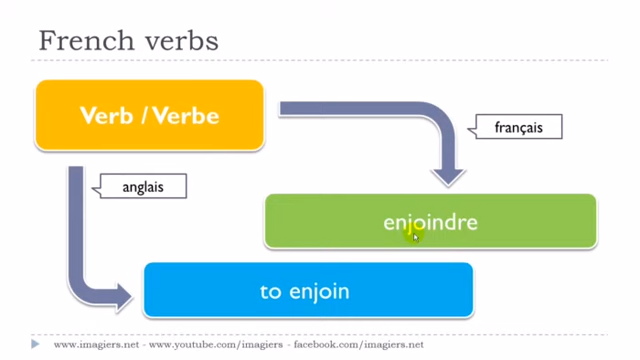 French verbs
Verb / Verbe
français
anglais
enjoindre
to enjoin
www.imagiers.net - www.youtube.com/imagiers - facebook.com/imagiers.net